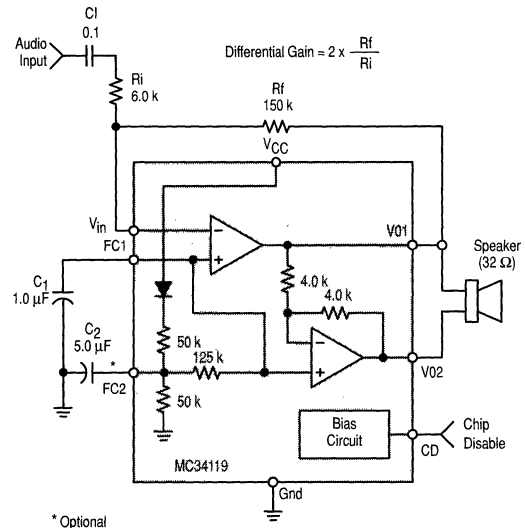 CI
0.1
Audio
Input
Differential Gain = 2 x Rf
Ri
Ri
6.0 k
Rf
150 k
VCC
Vin
FC1
V01
Speaker
(32 Ω)
C1
1.0 µF
4.0 k
4.0 k
C2
5.0 µF
*
50 k
125 k
FC2
50 k
V02
Bias
Circuit
Chip
Disable
CD
MC34119
Gnd
* Optional
−
+
−
+